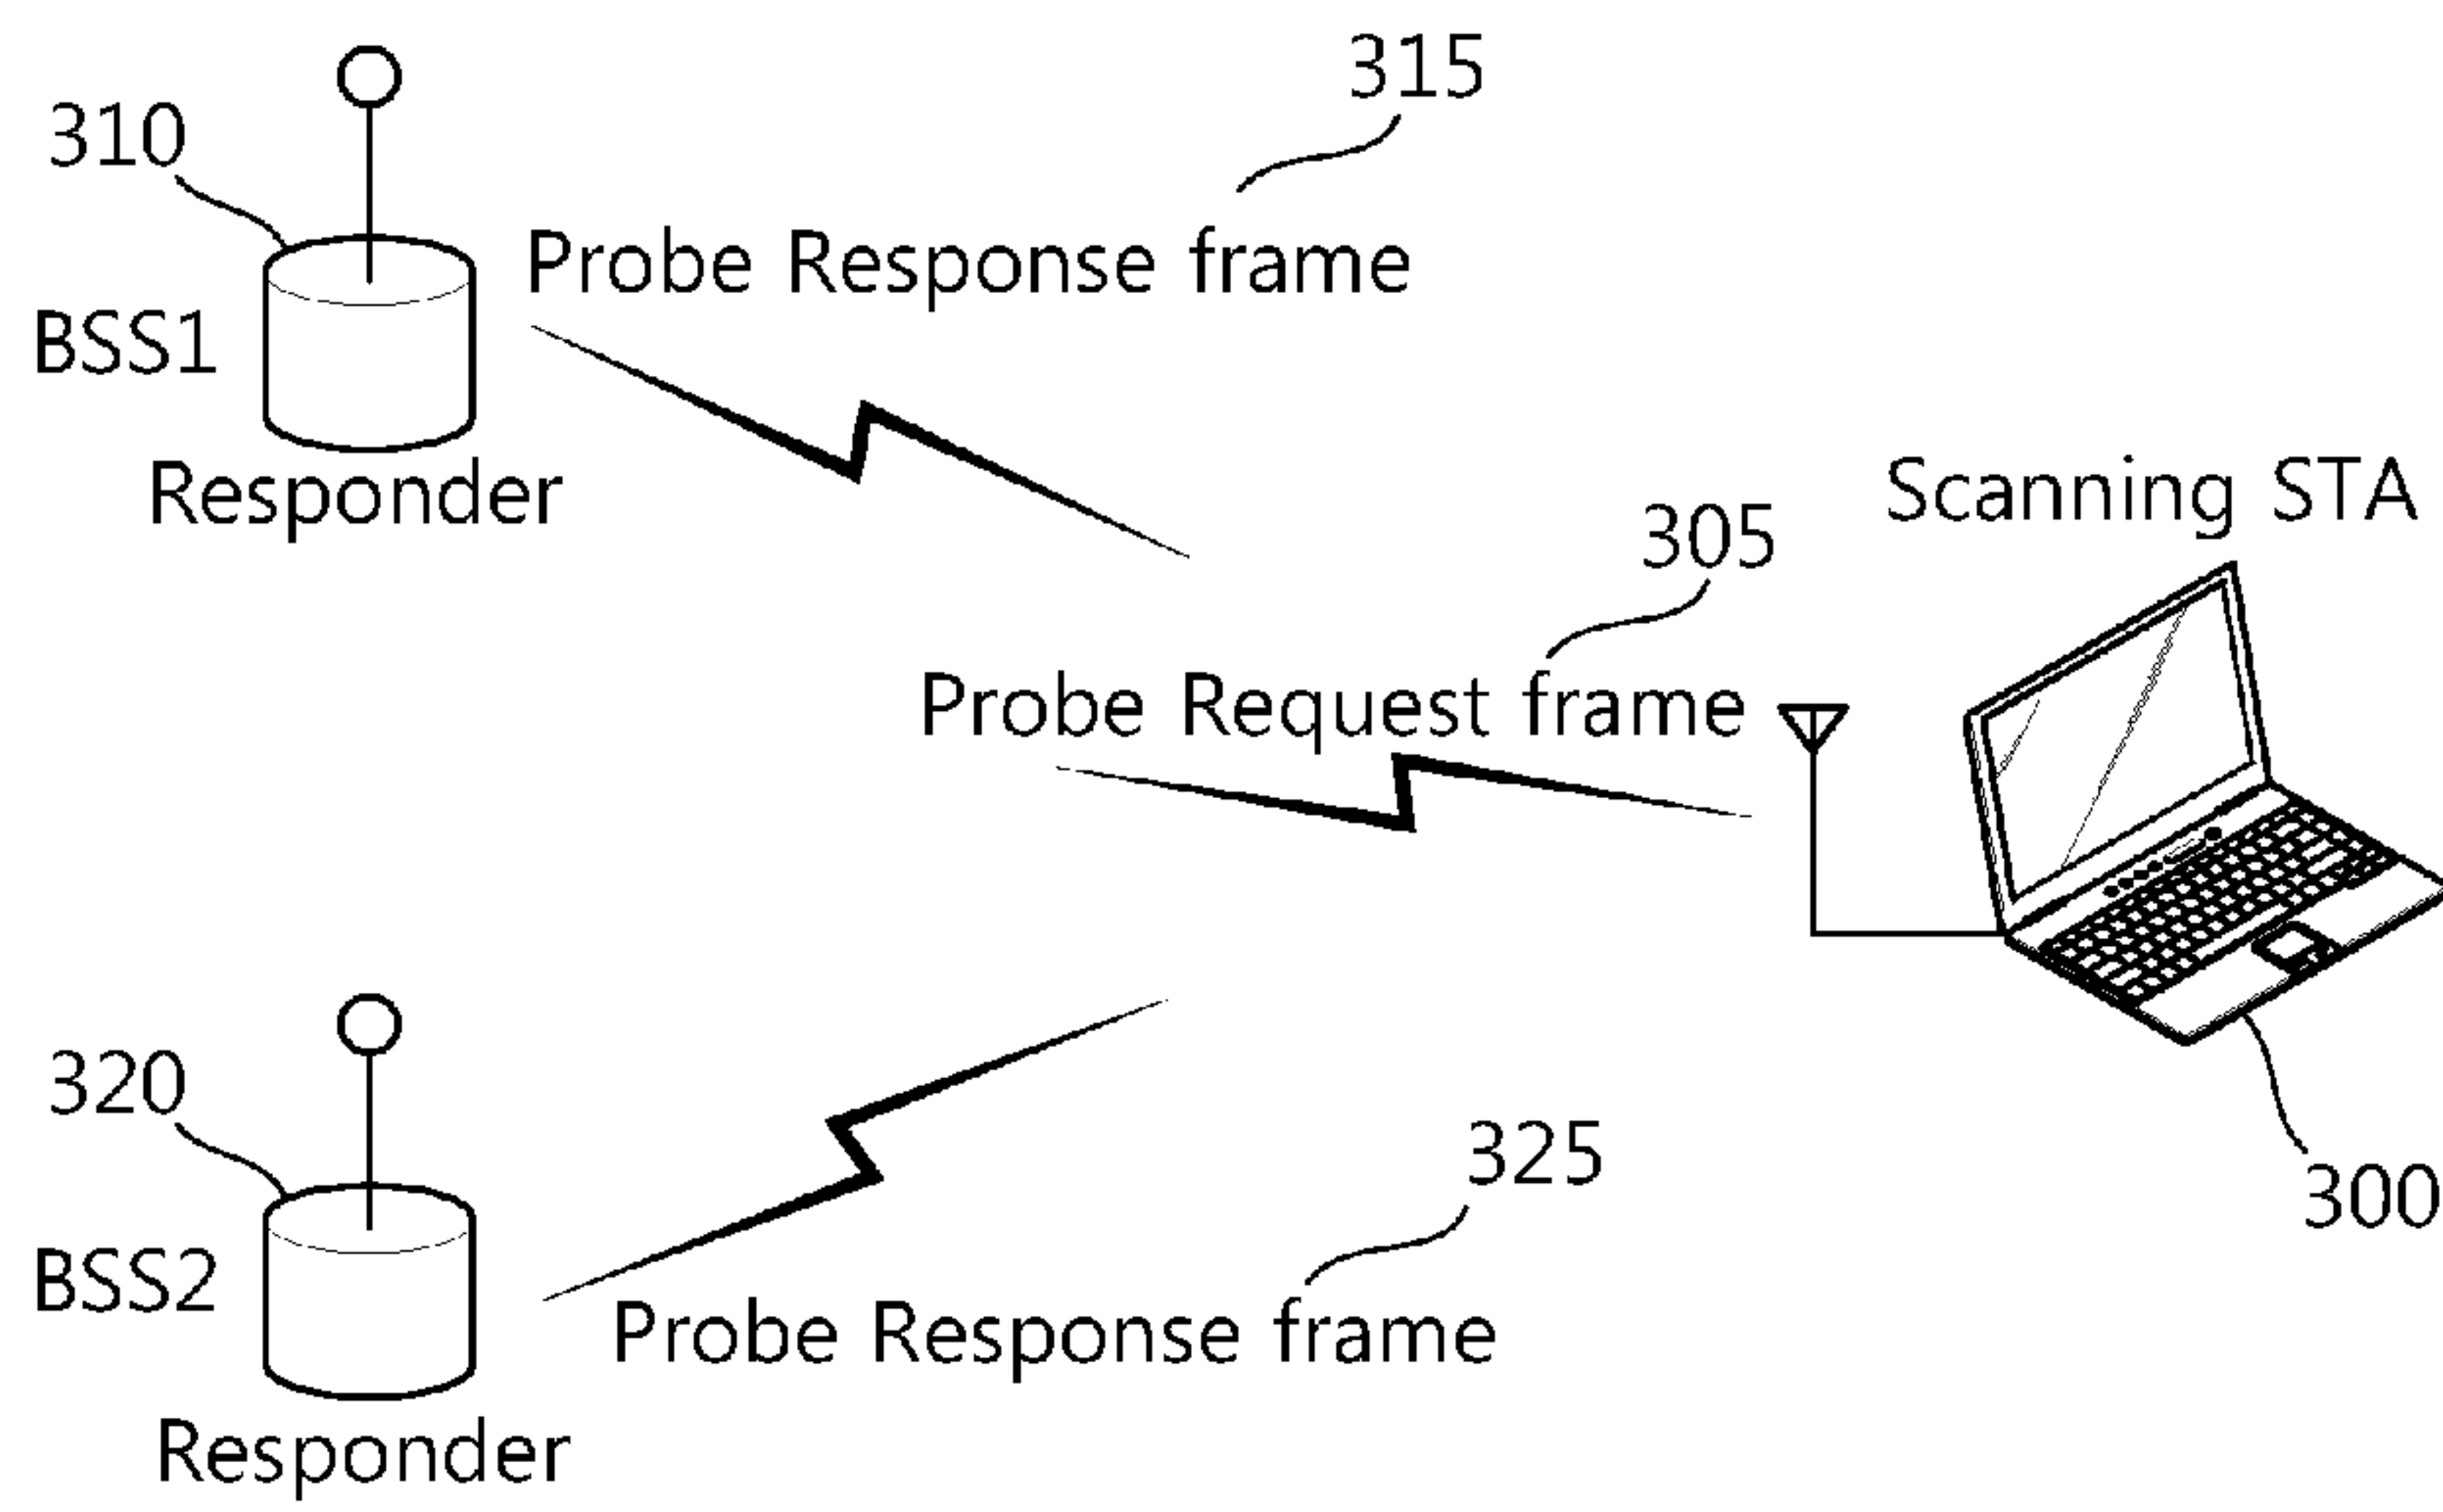 315
310
Probe Response frame
BSS1
Responder
Scanning STA
305
Probe Request frame
320
325
300
BSS2
Probe Response frame
Responder